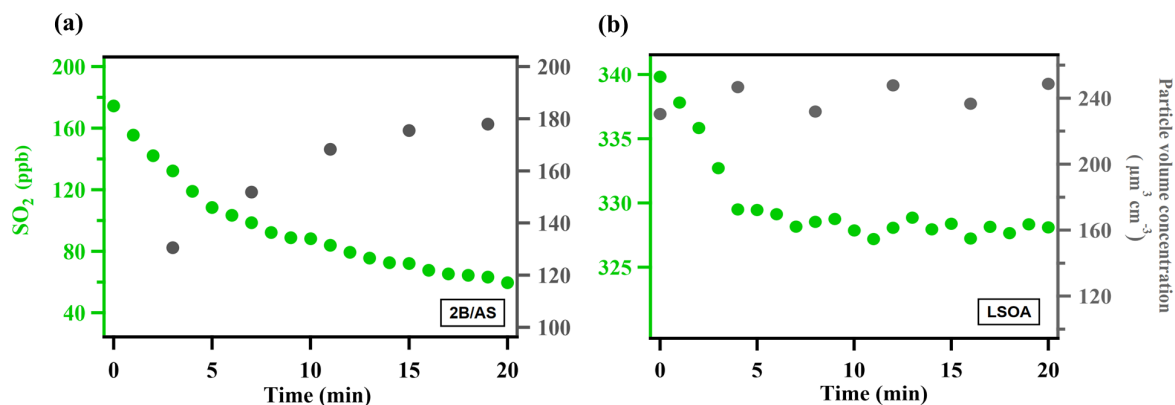 (a)
200
160
120
80
40
SO2 (ppb)
200
180
160
140
120
100
2B/AS
0 5 10 15 20
Time (min)
(b)
340
335
330
325
240
200
160
120
Particle volume concentration
( μm3 cm-3)
LSOA
0 5 10 15 20
Time (min)